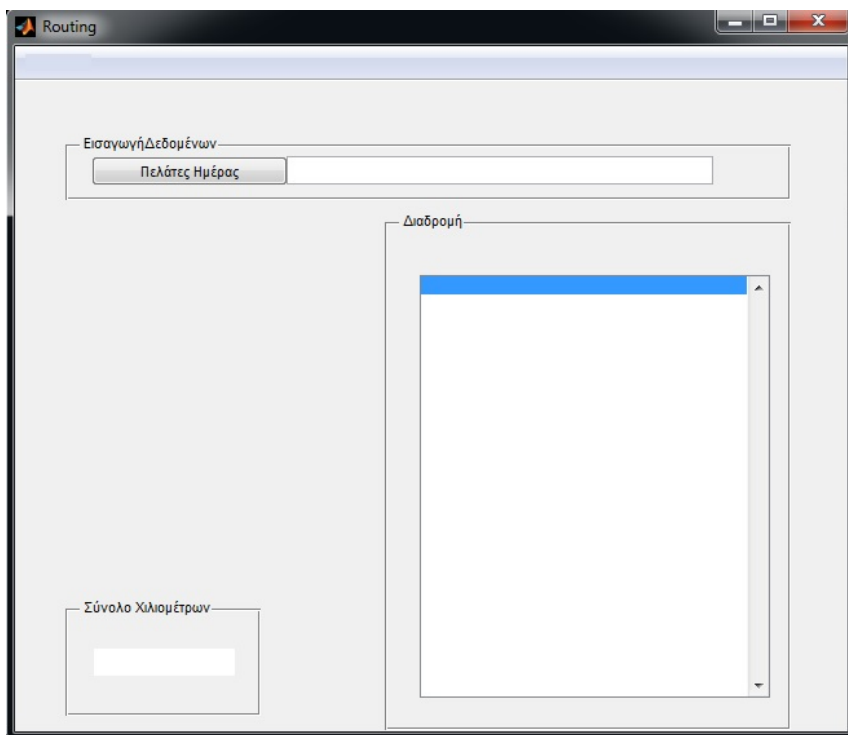 Routing
ΕισαγωγήΔεδομένων
Πελάτες Ημέρας
Διαδρομή
Σύνολο Χιλιομέτρων